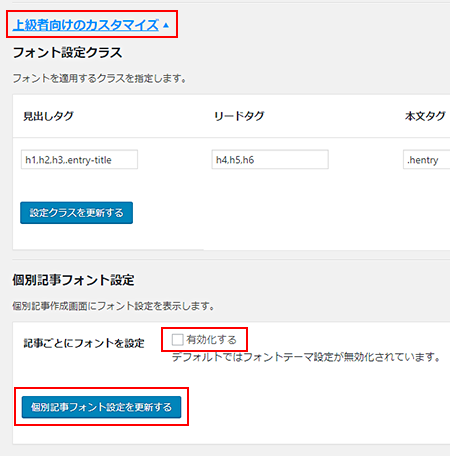 上級者向けのカスタマイズ ▲
フォント設定クラス
フォントを適用するクラスを指定します。
見出しタグ リードタグ 本文タグ
h1,h2,h3,.entry-title h4,h5,h6 .hentry
設定クラスを更新する
個別記事フォント設定
個別記事作成画面にフォント設定を表示します。
記事ごとにフォントを設定 有効化する
デフォルトではフォントテーマ設定が無効化されています。
個別記事フォント設定を更新する